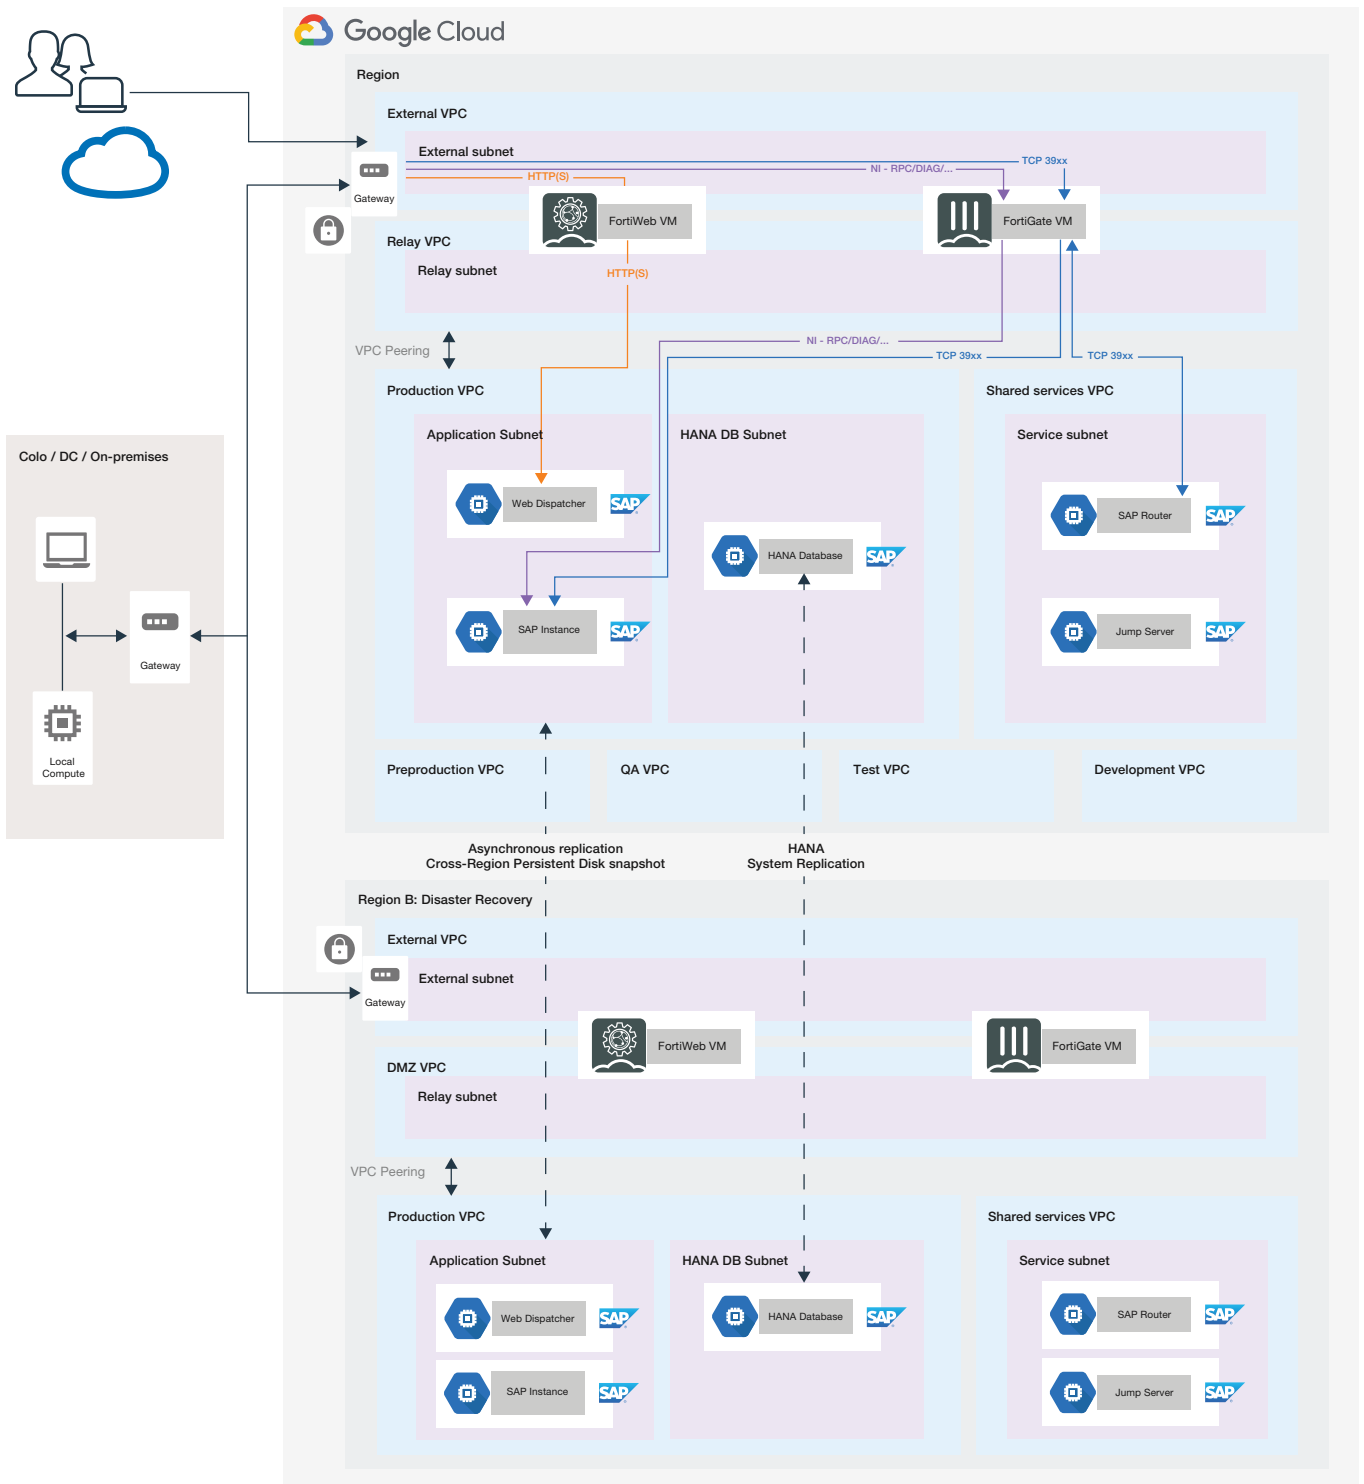 Google Cloud
Region
External VPC
External subnet
TCP 39xx
NI - RPC/DIAG/...
HTTP(S)
Gateway
FortiWeb VM
FortiGate VM
Relay VPC
Relay subnet
HTTP(S)
VPC Peering
NI - RPC/DIAG/...
TCP 39xx
TCP 39xx
Production VPC
Shared services VPC
Application Subnet
HANA DB Subnet
Service subnet
Web Dispatcher
SAP
SAP Router
SAP
HANA Database
SAP
SAP Instance
SAP
Jump Server
SAP
Colo / DC / On-premises
Gateway
Local
Compute
Preproduction VPC
QA VPC
Test VPC
Development VPC
Asynchronous replication
Cross-Region Persistent Disk snapshot
HANA
System Replication
Region B: Disaster Recovery
External VPC
External subnet
Gateway
FortiWeb VM
FortiGate VM
DMZ VPC
Relay subnet
VPC Peering
Production VPC
Shared services VPC
Application Subnet
HANA DB Subnet
Service subnet
Web Dispatcher
SAP
HANA Database
SAP
SAP Router
SAP
SAP Instance
SAP
Jump Server
SAP